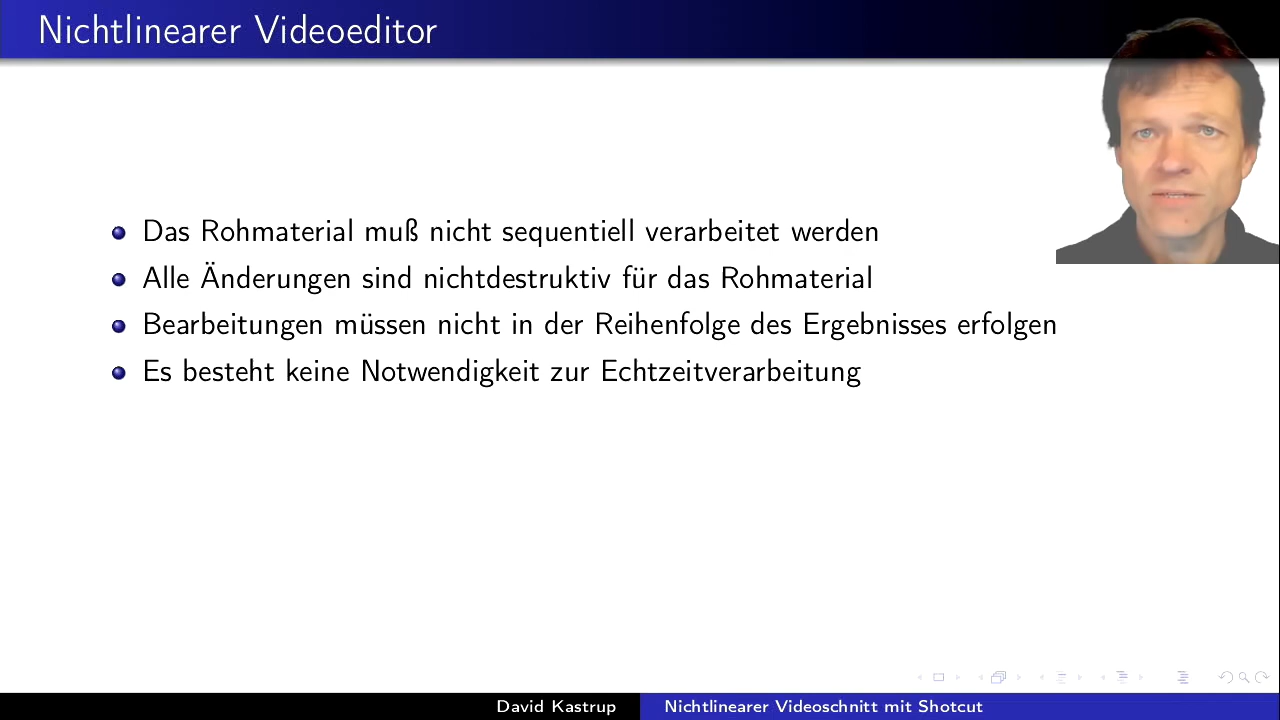 Nichtlinearer Videoeditor
Das Rohmaterial muß nicht sequentiell verarbeitet werden
Alle Änderungen sind nichtdestruktiv für das Rohmaterial
Bearbeitungen müssen nicht in der Reihenfolge des Ergebnisses erfolgen
Es besteht keine Notwendigkeit zur Echtzeitverarbeitung
David Kastrup
Nichtlinearer Videoschnitt mit Shotcut